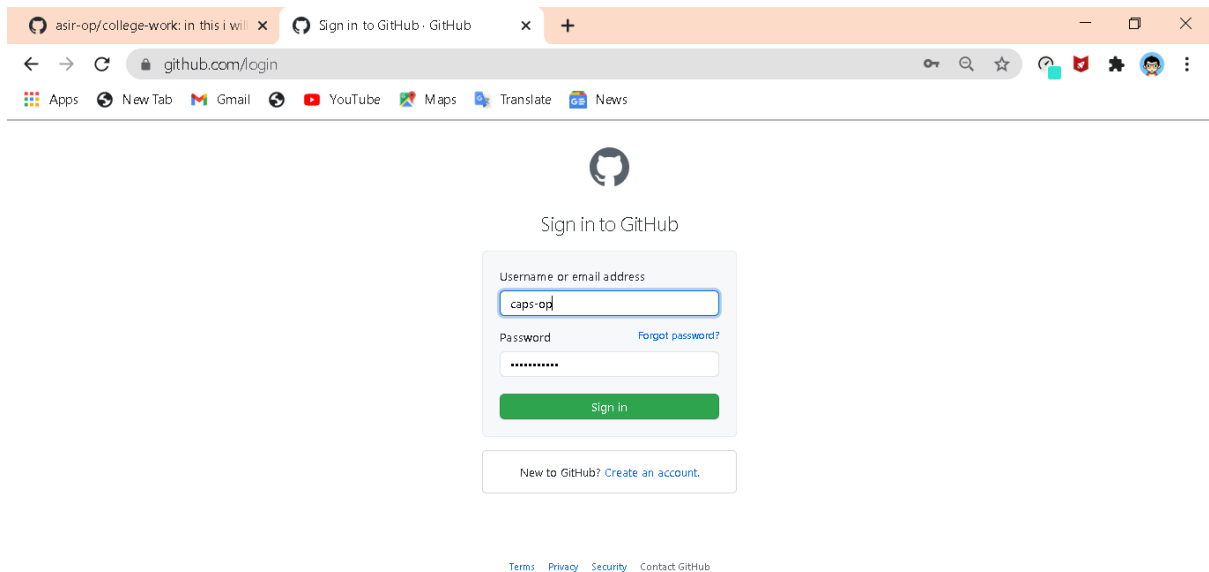 asir-op/college-work: in this i wil
Sign in to GitHub · GitHub
github.com/login
Apps New Tab Gmail YouTube Maps Translate News
Sign in to GitHub
Username or email address
caps-op
Password Forgot password?
Sign in
New to GitHub? Create an account.
Terms Privacy Security Contact GitHub